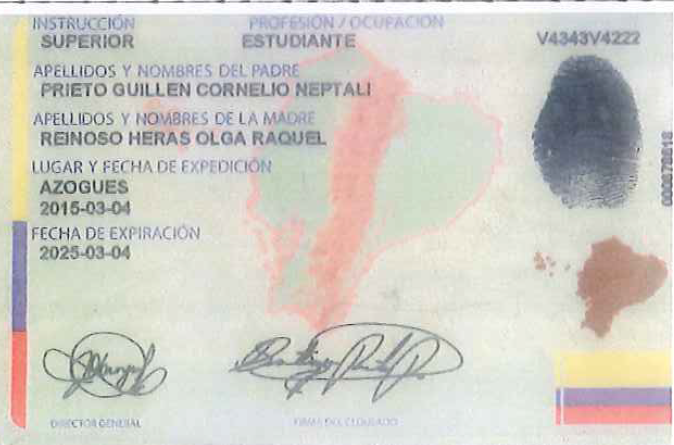 INSTRUCCIÓN PROFESIÓN / OCUPACIÓN
SUPERIOR ESTUDIANTE V4343V4222
APELLIDOS Y NOMBRES DEL PADRE
PRIETO GUILLEN CORNELIO NEPTALI
APELLIDOS Y NOMBRES DE LA MADRE
REINOSO HERAS OLGA RAQUEL
LUGAR Y FECHA DE EXPEDICIÓN
AZOGUES
2015-03-04
FECHA DE EXPIRACIÓN
2025-03-04
DIRECTOR GENERAL FIRMA DEL CEDULADO